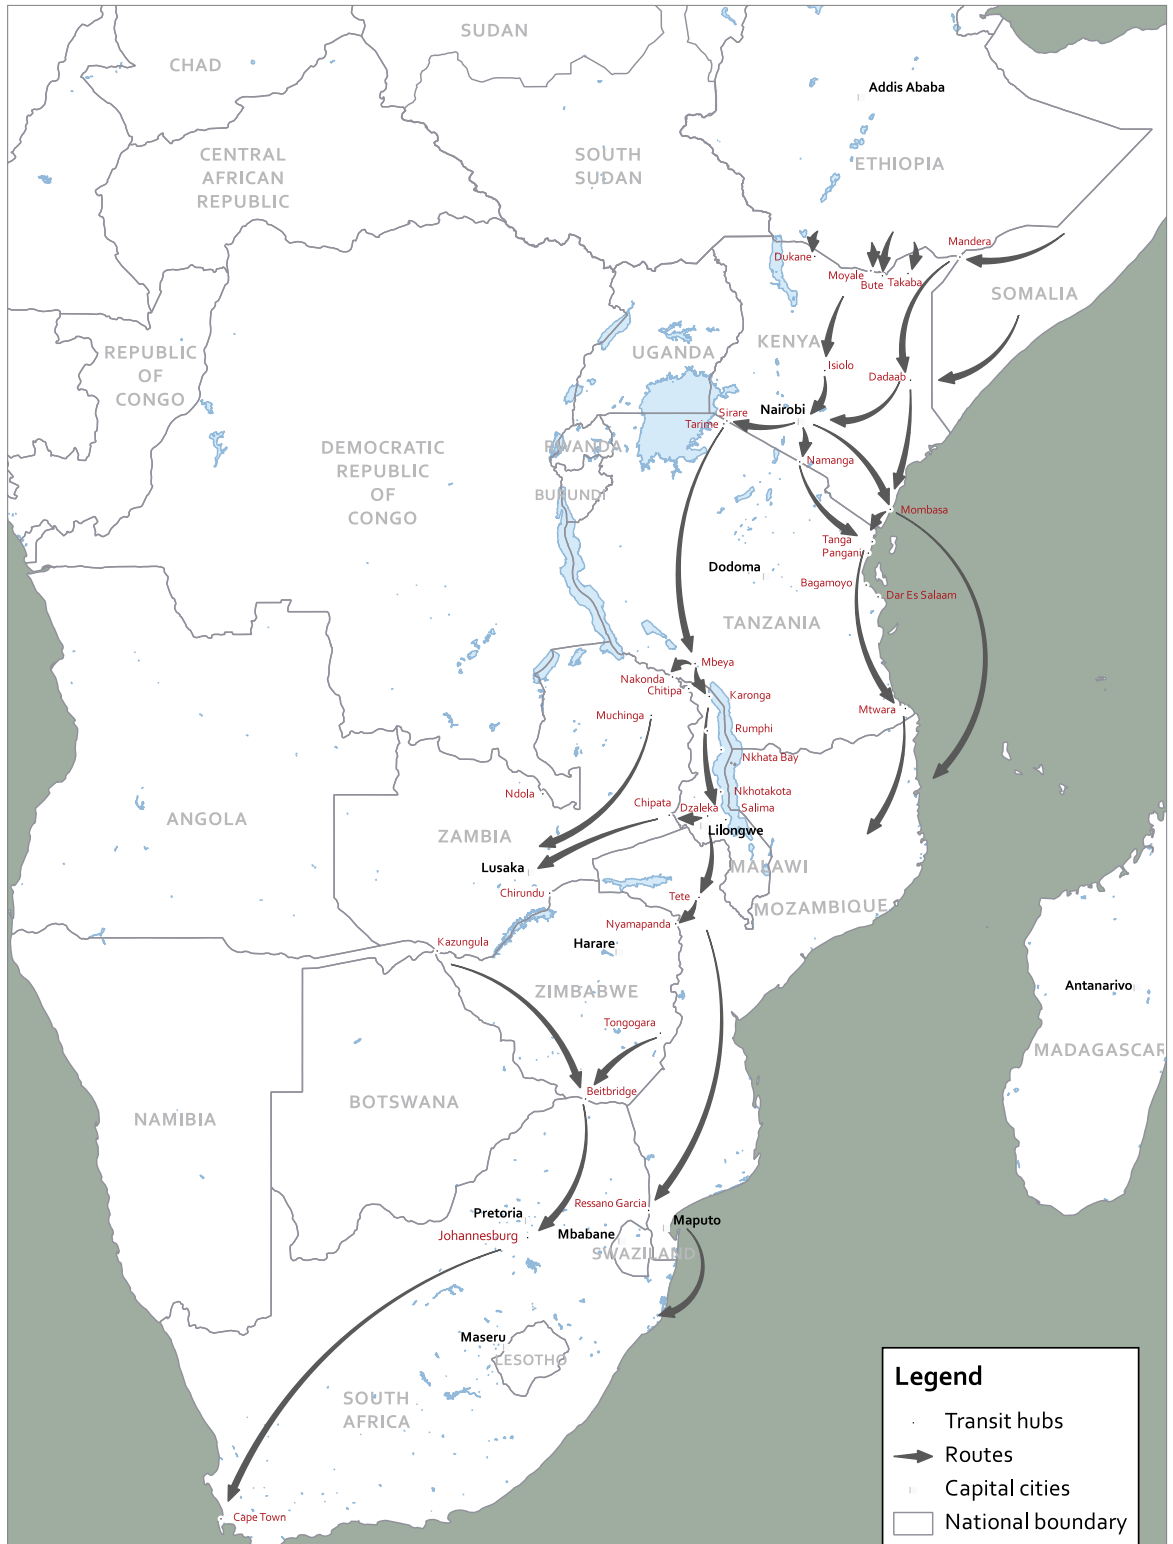 SUDAN
CHAD
Addis Ababa
CENTRAL
AFRICAN
REPUBLIC
SOUTH
SUDAN
ETHIOPIA
Mandera
Dukane
Moyale
Bute
Takaba
SOMALIA
REPUBLIC
OF
CONGO
UGANDA
KENYA
Isiolo
Dadaab
Nairobi
Sirare
Tarime
DEMOCRATIC
REPUBLIC
OF
CONGO
RWANDA
Namanga
BURUNDI
Mombasa
Tanga
Pangani
Dodoma
Bagamoyo
Dar Es Salaam
TANZANIA
Mbeya
Nakonda
Chitipa
Karonga
Muchinga
Mtwara
Rumphi
Nkhata Bay
Ndola
Nkhotakota
Chipata
Dzaleka
Salima
ANGOLA
ZAMBIA
Lilongwe
Lusaka
MALAWI
Chirundu
Tete
MOZAMBIQUE
Nyamapanda
Kazungula
Harare
Antanarivo
ZIMBABWE
Tongogara
MADAGASCAR
Beitbridge
BOTSWANA
NAMIBIA
Ressano Garcia
Pretoria
Maputo
Johannesburg
Mbabane
SWAZILAND
Maseru
LESOTHO
SOUTH
AFRICA
Cape Town
Legend
Transit hubs
Routes
Capital cities
National boundary